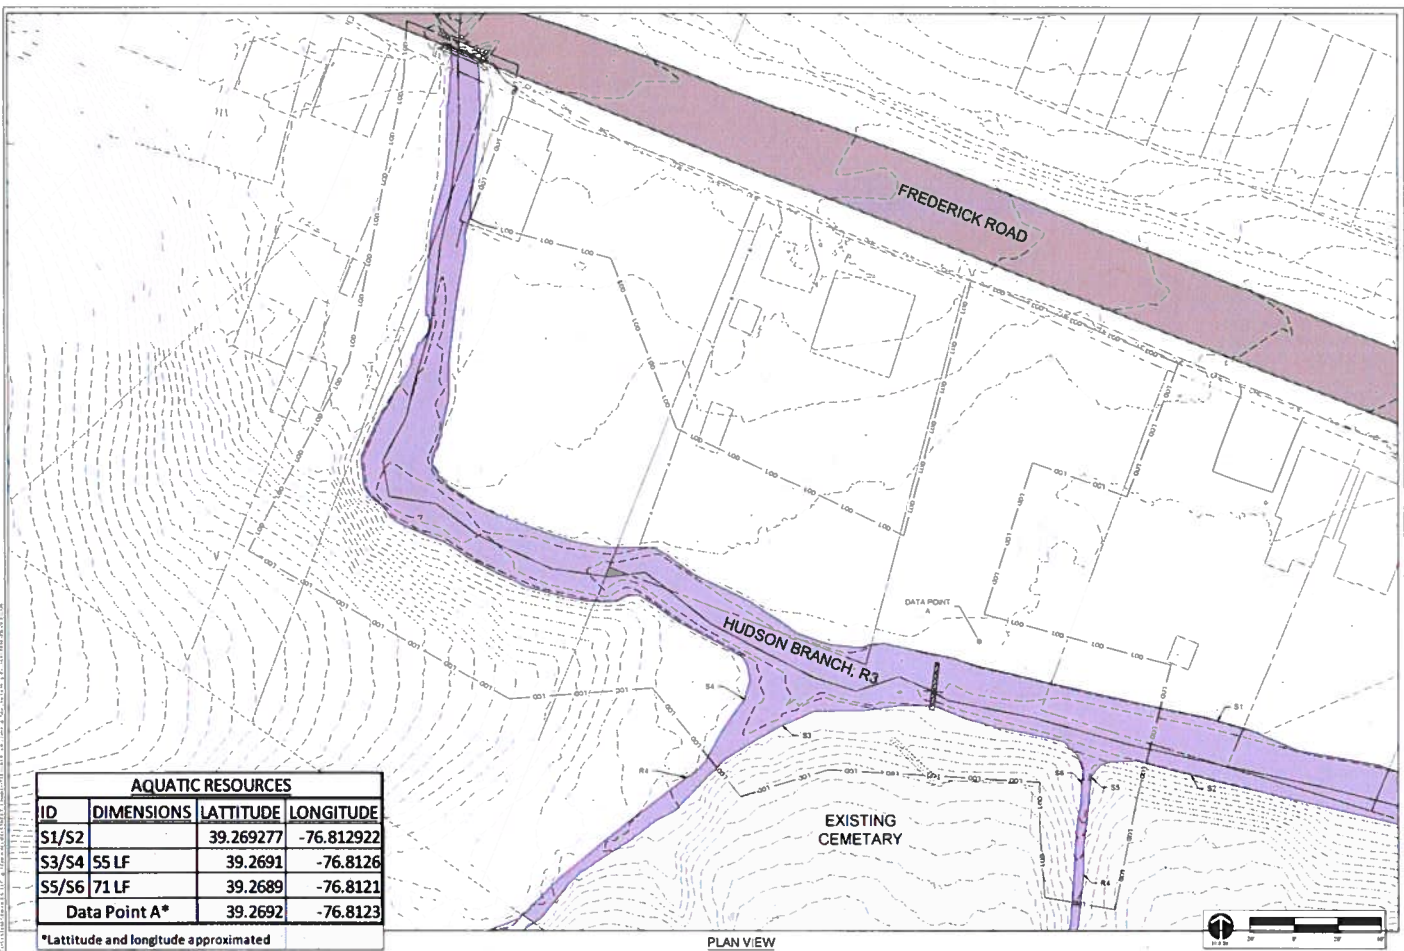 FREDERICK ROAD
DATA POINT
A
HUDSON BRANCH, R3
S4
S1
S3
R4
S6
S5
S2
R4
EXISTING
CEMETARY
AQUATIC RESOURCES
ID DIMENSIONS LATTITUDE LONGITUDE
S1/S2 39.269277 -76.812922
S3/S4 55 LF 39.2691 -76.8126
S5/S6 71 LF 39.2689 -76.8121
Data Point A* 39.2692 -76.8123
*Lattitude and longitude approximated
PLAN VIEW